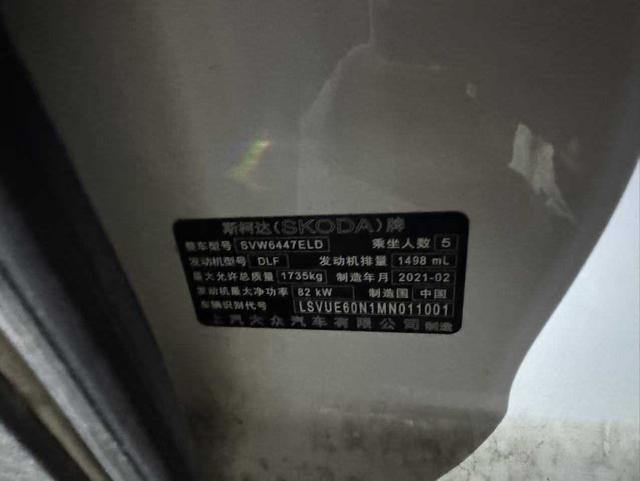 斯柯达(SKODA)牌
整车型号 SVW6447ELD 乘坐人数 5
发动机型号 DLF 发动机排量 1498 mL
最大允许总质量 1735kg 制造年月 2021-02
发动机最大净功率 82 kW 制造国 中国
车辆识别代号 LSVUE60N1MN011001
上汽大众汽车有限公司 制造